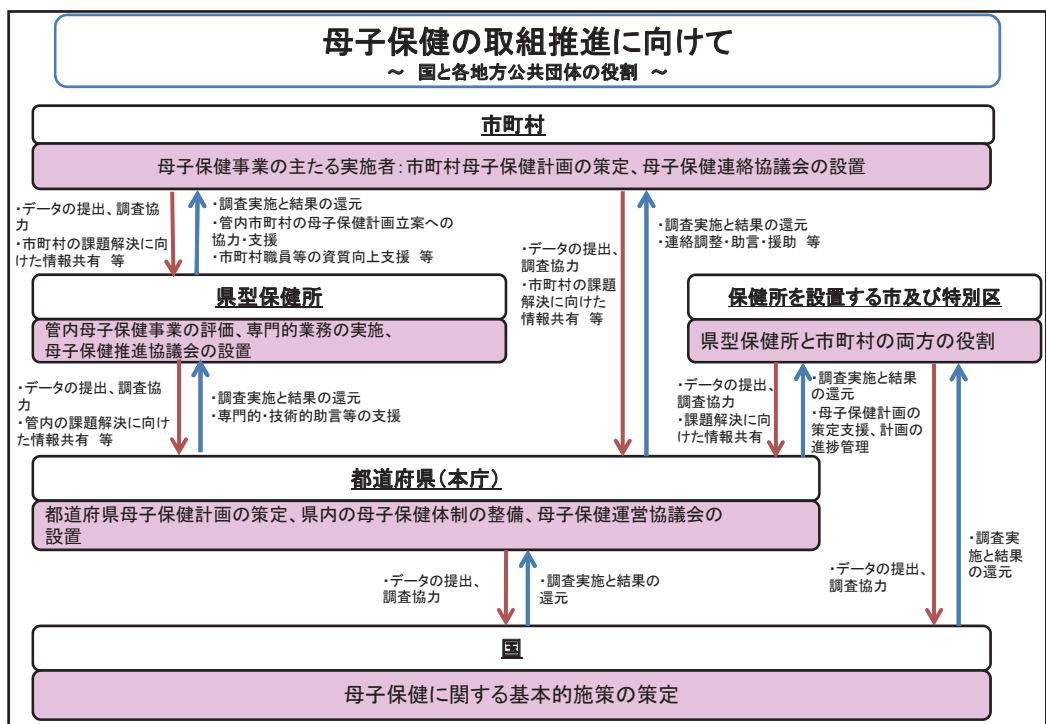 母子保健の取組推進に向けて
～ 国と各地方公共団体の役割 ～
市町村
母子保健事業の主たる実施者：市町村母子保健計画の策定、母子保健連絡協議会の設置
・データの提出、調査協
力
・市町村の課題解決に向
けた情報共有 等
・調査実施と結果の還元
・管内市町村の母子保健計画立案への
協力・支援
・市町村職員等の資質向上支援 等
・データの提出、
調査協力
・市町村の課題
解決に向けた
情報共有 等
・調査実施と結果の還元
・連絡調整・助言・援助 等
県型保健所
管内母子保健事業の評価、専門的業務の実施、
母子保健推進協議会の設置
保健所を設置する市及び特別区
県型保健所と市町村の両方の役割
・データの提出、調査協
力
・管内の課題解決に向け
た情報共有 等
・調査実施と結果の還元
・専門的・技術的助言等の支援
・データの提出、
調査協力
・課題解決に向
けた情報共有
・調査実施と結果
の還元
・母子保健計画の
策定支援、計画の
進捗管理
都道府県（本庁）
都道府県母子保健計画の策定、県内の母子保健体制の整備、母子保健運営協議会の
設置
・データの提出、
調査協力
・調査実施と結果の
還元
・データの提出、
調査協力
・調査実
施と結果
の還元
国
母子保健に関する基本的施策の策定